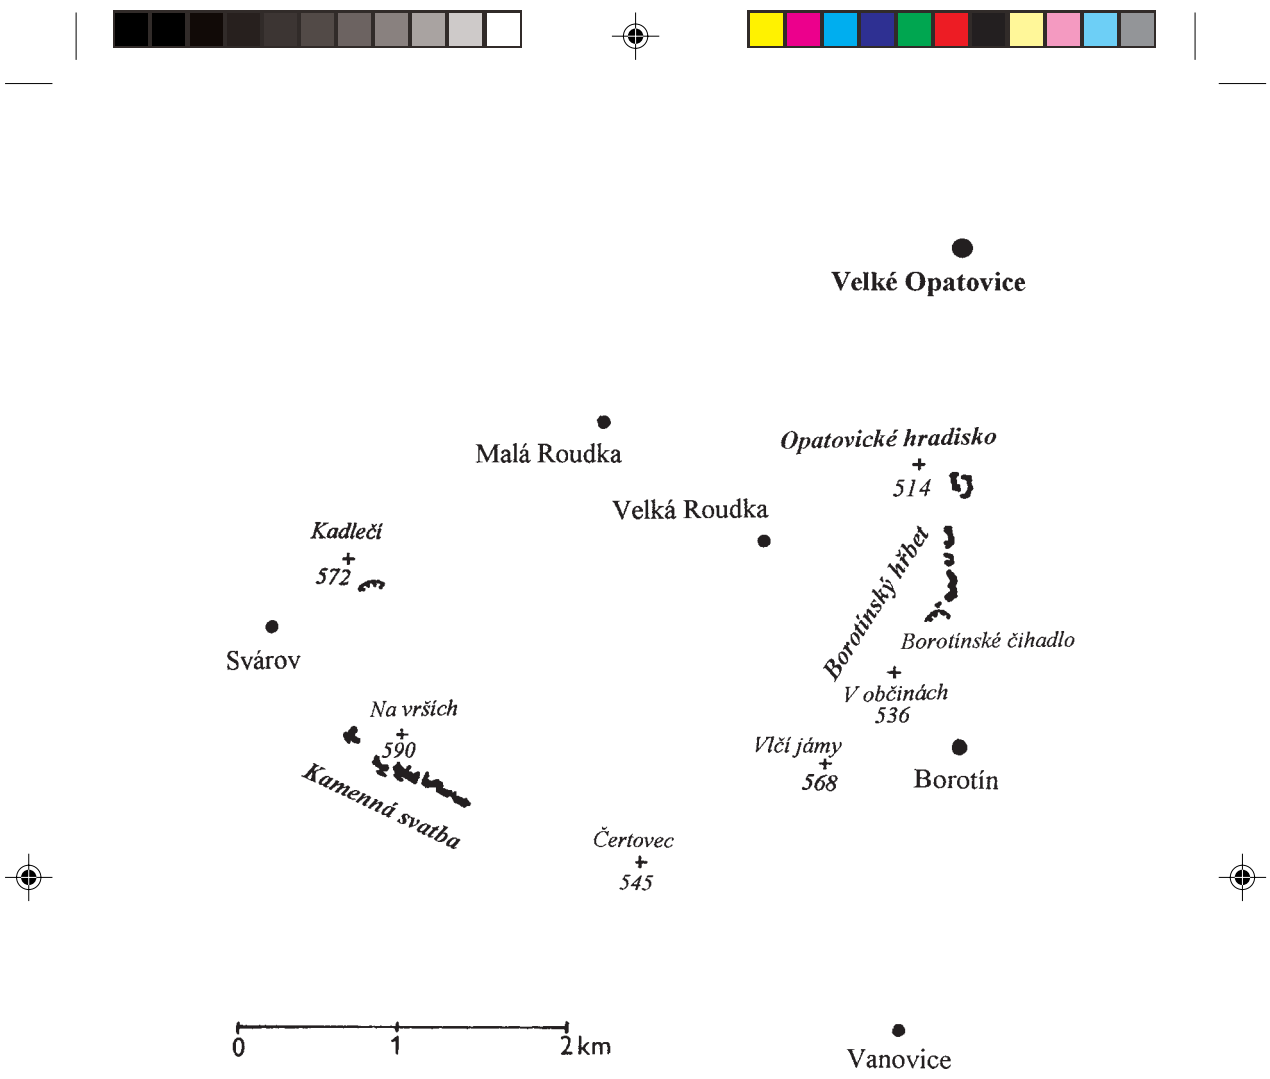 Velké Opatovice
Opatovické hradisko
514
Malá Roudka
Velká Roudka
Kadlečí
572
Borotínský hřbet
Svárov
Borotínské čihadlo
V občinách
536
Na vrších
590
Kamenná svatba
Vlčí jámy
568
Borotín
Čertovec
545
0 1 2 km
Vanovice